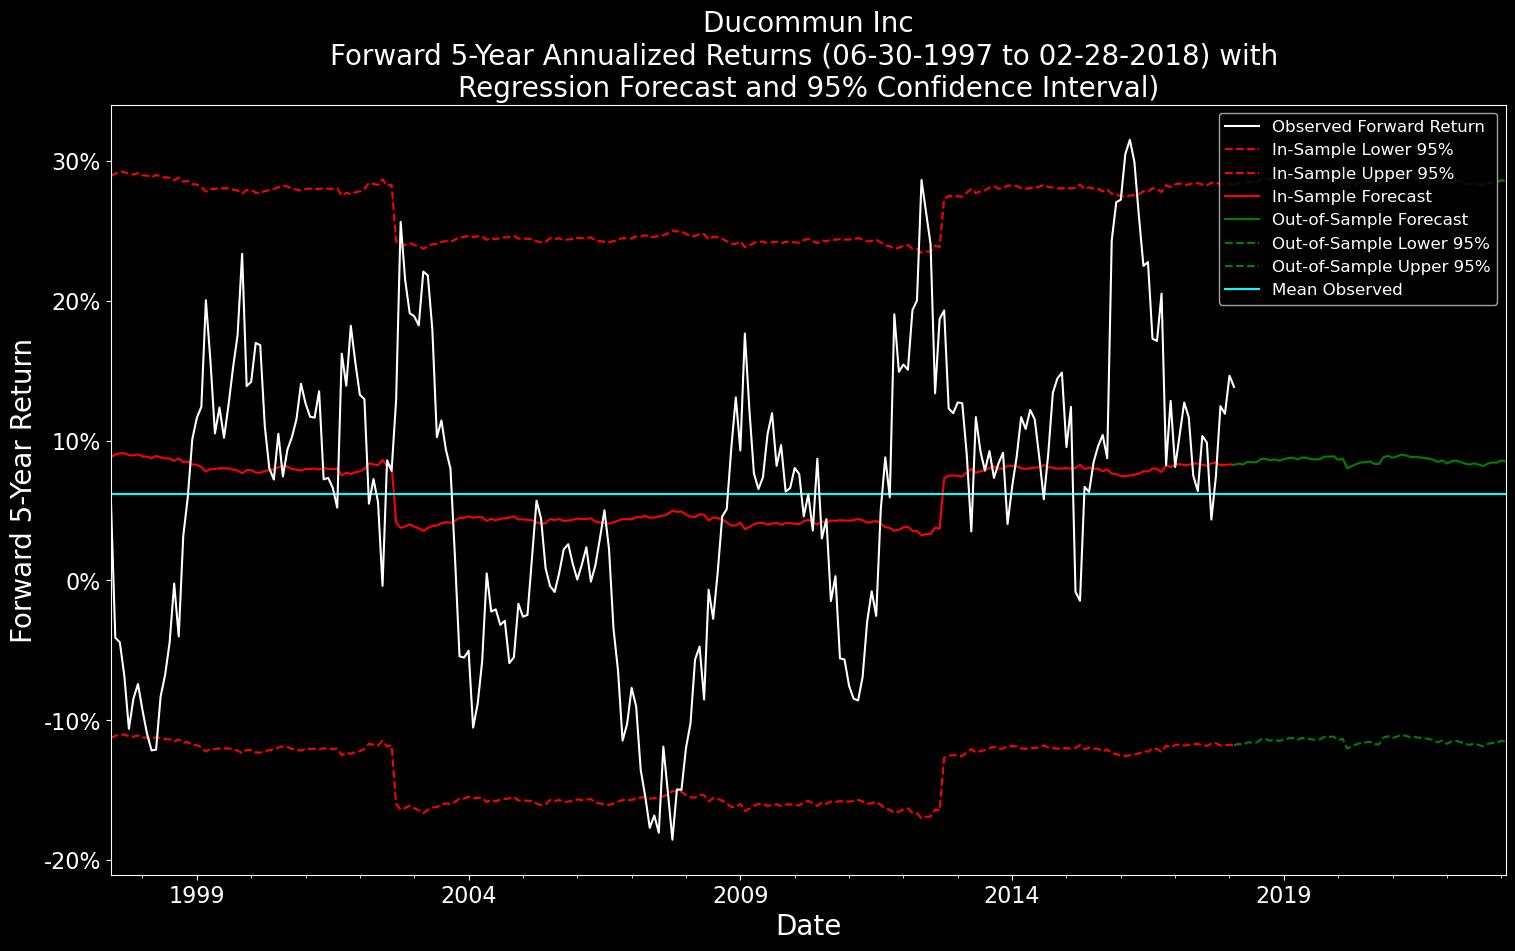 Ducommun Inc
Forward 5-Year Annualized Returns (06-30-1997 to 02-28-2018) with
Regression Forecast and 95% Confidence Interval)
Observed Forward Return
In-Sample Lower 95%
In-Sample Upper 95%
In-Sample Forecast
Out-of-Sample Forecast
Out-of-Sample Lower 95%
Out-of-Sample Upper 95%
Mean Observed
Forward 5-Year Return
30%
20%
10%
0%
-10%
-20%
1999
2004
2009
2014
2019
Date